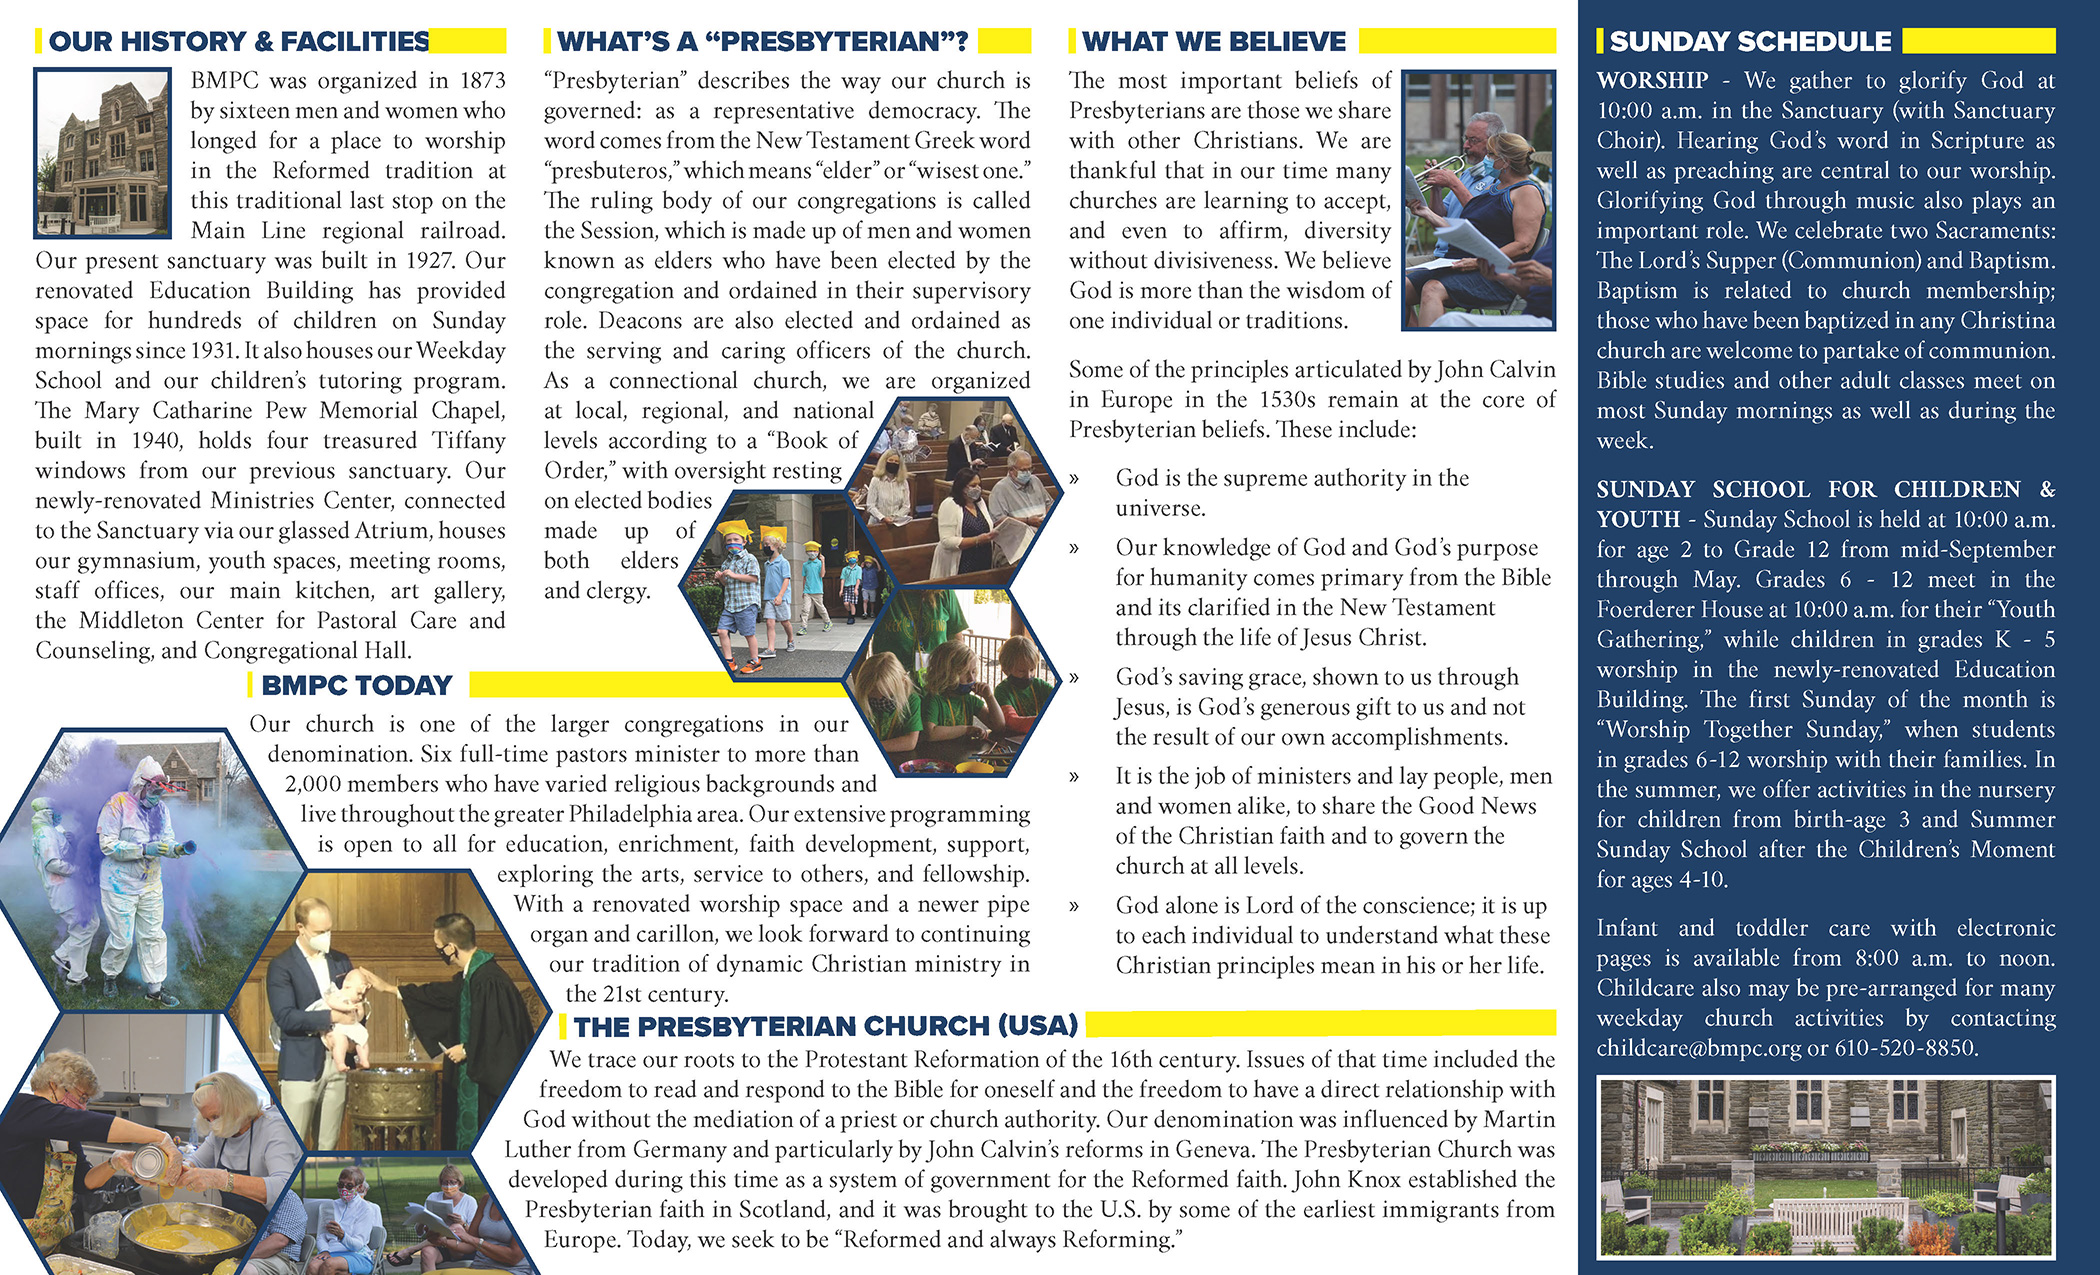 OUR HISTORY & FACILITIES
BMPC was organized in 1873
by sixteen men and women who
longed for a place to worship
in the Reformed tradition at
this traditional last stop on the
Main Line regional railroad.
Our present sanctuary was built in 1927. Our
renovated Education Building has provided
space for hundreds of children on Sunday
mornings since 1931. It also houses our Weekday
School and our children's tutoring program.
The Mary Catharine Pew Memorial Chapel,
built in 1940, holds four treasured Tiffany
windows from our previous sanctuary. Our
newly-renovated Ministries Center, connected
to the Sanctuary via our glassed Atrium, houses
our gymnasium, youth spaces, meeting rooms,
staff offices, our main kitchen, art gallery,
the Middleton Center for Pastoral Care and
Counseling, and Congregational Hall.
WHAT'S A “PRESBYTERIAN”?
“Presbyterian” describes the way our church is
governed: as a representative democracy. The
word comes from the New Testament Greek word
“presbuteros,” which means “elder” or “wisest one.”
The ruling body of our congregations is called
the Session, which is made up of men and women
known as elders who have been elected by the
congregation and ordained in their supervisory
role. Deacons are also elected and ordained as
the serving and caring officers of the church.
As a connectional church, we are organized
at local, regional, and national
levels according to a “Book of
Order,” with oversight resting
on elected bodies
made up of
both elders
and clergy.
BMPC TODAY
Our church is one of the larger congregations in our
denomination. Six full-time pastors minister to more than
2,000 members who have varied religious backgrounds and
live throughout the greater Philadelphia area. Our extensive programming
is open to all for education, enrichment, faith development, support,
exploring the arts, service to others, and fellowship.
With a renovated worship space and a newer pipe
organ and carillon, we look forward to continuing
our tradition of dynamic Christian ministry in
the 21st century.
WHAT WE BELIEVE
The most important beliefs of
Presbyterians are those we share
with other Christians. We are
thankful that in our time many
churches are learning to accept,
and even to affirm, diversity
without divisiveness. We believe
God is more than the wisdom of
one individual or traditions.
Some of the principles articulated by John Calvin
in Europe in the 1530s remain at the core of
Presbyterian beliefs. These include:
» God is the supreme authority in the
universe.
» Our knowledge of God and God's purpose
for humanity comes primary from the Bible
and its clarified in the New Testament
through the life of Jesus Christ.
» God's saving grace, shown to us through
Jesus, is God's generous gift to us and not
the result of our own accomplishments.
» It is the job of ministers and lay people, men
and women alike, to share the Good News
of the Christian faith and to govern the
church at all levels.
» God alone is Lord of the conscience; it is up
to each individual to understand what these
Christian principles mean in his or her life.
THE PRESBYTERIAN CHURCH (USA)
We trace our roots to the Protestant Reformation of the 16th century. Issues of that time included the
freedom to read and respond to the Bible for oneself and the freedom to have a direct relationship with
God without the mediation of a priest or church authority. Our denomination was influenced by Martin
Luther from Germany and particularly by John Calvin's reforms in Geneva. The Presbyterian Church was
developed during this time as a system of government for the Reformed faith. John Knox established the
Presbyterian faith in Scotland, and it was brought to the U.S. by some of the earliest immigrants from
Europe. Today, we seek to be “Reformed and always Reforming.”
SUNDAY SCHEDULE
WORSHIP - We gather to glorify God at
10:00 a.m. in the Sanctuary (with Sanctuary
Choir). Hearing God's word in Scripture as
well as preaching are central to our worship.
Glorifying God through music also plays an
important role. We celebrate two Sacraments:
The Lord's Supper (Communion) and Baptism.
Baptism is related to church membership;
those who have been baptized in any Christina
church are welcome to partake of communion.
Bible studies and other adult classes meet on
most Sunday mornings as well as during the
week.
SUNDAY SCHOOL FOR CHILDREN &
YOUTH - Sunday School is held at 10:00 a.m.
for age 2 to Grade 12 from mid-September
through May. Grades 6 - 12 meet in the
Foerderer House at 10:00 a.m. for their “Youth
Gathering,” while children in grades K - 5
worship in the newly-renovated Education
Building. The first Sunday of the month is
“Worship Together Sunday,” when students
in grades 6-12 worship with their families. In
the summer, we offer activities in the nursery
for children from birth-age 3 and Summer
Sunday School after the Children's Moment
for ages 4-10.
Infant and toddler care with electronic
pages is available from 8:00 a.m. to noon.
Childcare also may be pre-arranged for many
weekday church activities by contacting
childcare@bmpc.org or 610-520-8850.